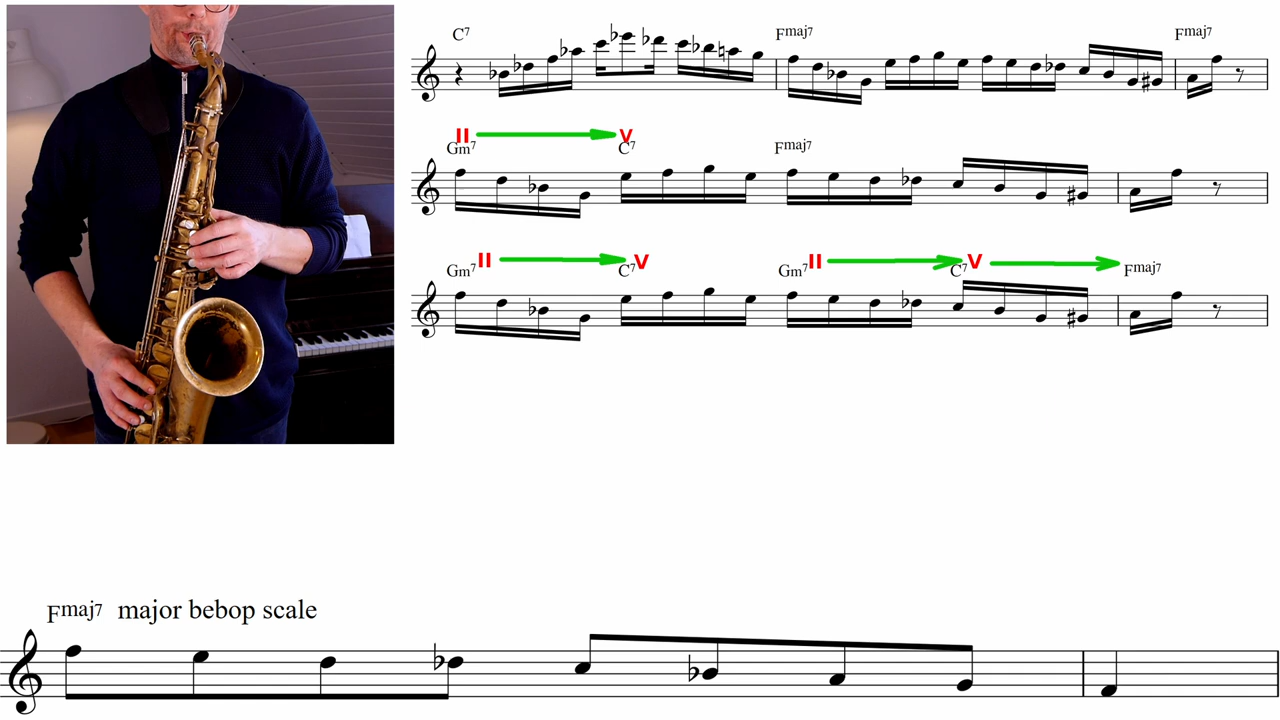 C7 Fmaj7 Fmaj7
II V
Gm7 C7 Fmaj7
II V II V
Gm7 C7 Gm7 C7 Fmaj7
Fmaj7 major bebop scale